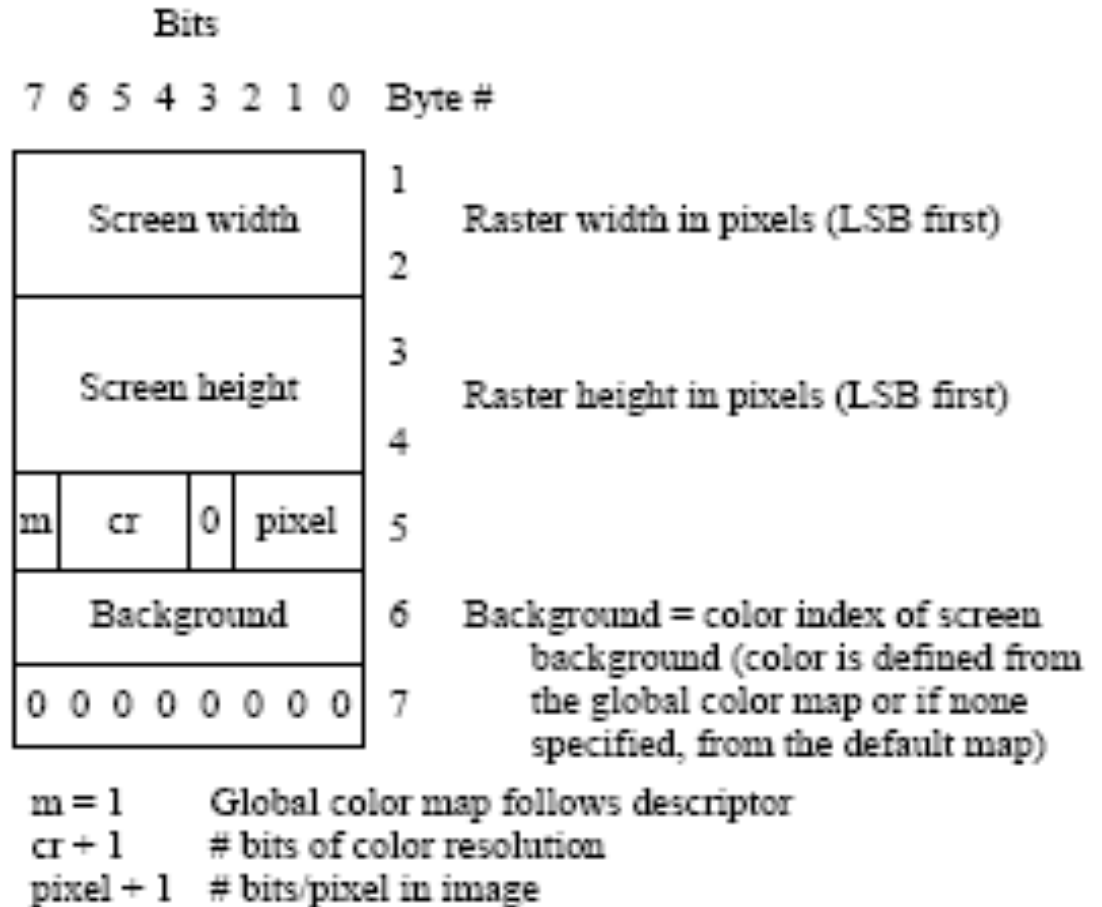 Bits
7 6 5 4 3 2 1 0 Byte #
1
Screen width Raster width in pixels (LSB first)
2
3
Screen height Raster height in pixels (LSB first)
4
m cr 0 pixel 5
Background 6 Background = color index of screen
background (color is defined from
0 0 0 0 0 0 0 0 7 the global color map or if none
specified, from the default map)
m = 1 Global color map follows descriptor
cr + 1 # bits of color resolution
pixel + 1 # bits/pixel in image